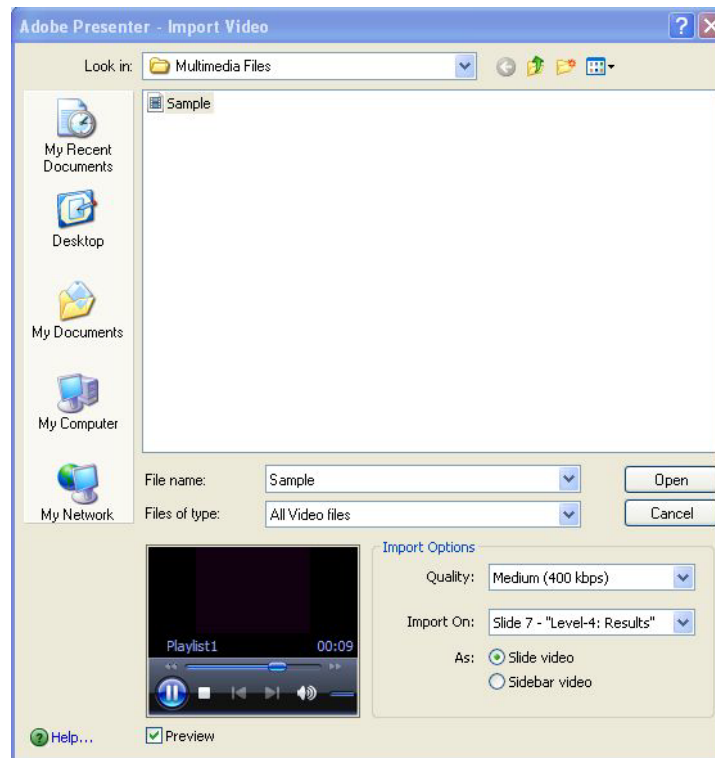 Adobe Presenter - Import Video
Look in:
Multimedia Files
Sample
My Recent
Documents
Desktop
My Documents
My Computer
My Network
File name:
Sample
Open
Files of type:
All Video files
Cancel
Import Options
Quality:
Medium (400 kbps)
Import On:
Slide 7 - "Level-4: Results"
As:
Slide video
Sidebar video
Playlist1
00:09
Preview
Help...